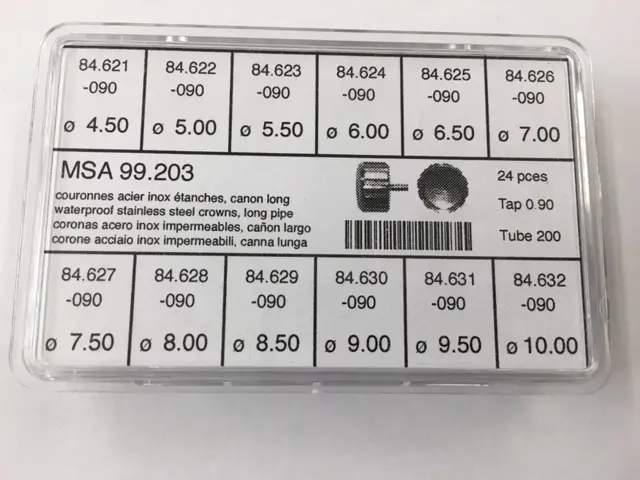 84.621 84.622 84.623 84.624 84.625 84.626
-090 -090 -090 -090 -090 -090
ø 4.50 ø 5.00 ø 5.50 ø 6.00 ø 6.50 ø 7.00
MSA 99.203
couronnes acier inox étanches, canon long
waterproof stainless steel crowns, long pipe
coronas acero inox impermeables, cañon largo
corone acciaio inox impermeabili, canna lunga
24 pces
Tap 0.90
Tube 200
84.627 84.628 84.629 84.630 84.631 84.632
-090 -090 -090 -090 -090 -090
ø 7.50 ø 8.00 ø 8.50 ø 9.00 ø 9.50 ø 10.00